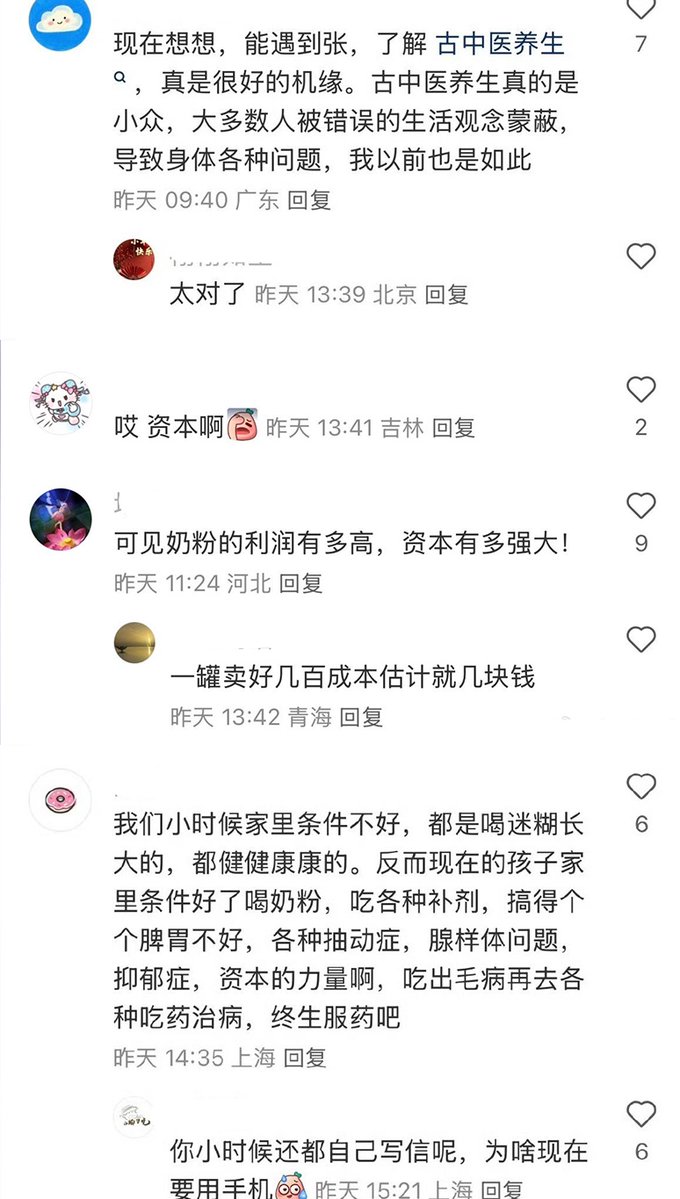 现在想想，能遇到张，了解 古中医养生
，真是很好的机缘。古中医养生真的是
小众，大多数人被错误的生活观念蒙蔽，
导致身体各种问题，我以前也是如此
昨天 09:40 广东 回复
7
太对了 昨天 13:39 北京 回复
哎 资本啊 昨天 13:41 吉林 回复
2
可见奶粉的利润有多高，资本有多强大！
昨天 11:24 河北 回复
9
一罐卖好几百成本估计就几块钱
昨天 13:42 青海 回复
我们小时候家里条件不好，都是喝迷糊长
大的，都健健康康的。反而现在的孩子家
里条件好了喝奶粉，吃各种补剂，搞得个
个脾胃不好，各种抽动症，腺样体问题，
抑郁症，资本的力量啊，吃出毛病再去各
种吃药治病，终生服药吧
昨天 14:35 上海 回复
6
你小时候还都自己写信呢，为啥现在
要用手机 昨天 15:21 上海 回复
6